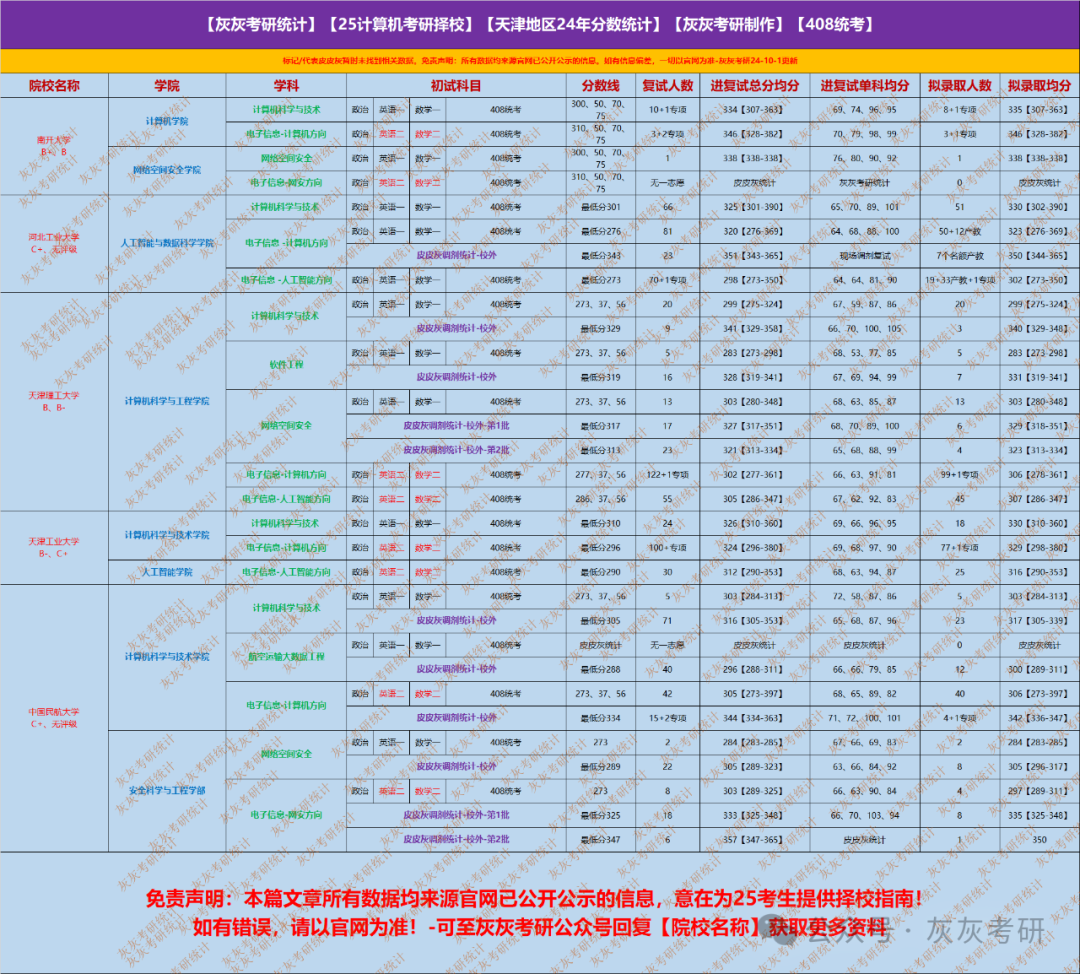 【灰灰考研统计】【25计算机考研择校】【天津地区24年分数统计】【灰灰考研制作】【408统考】
标记/代表皮皮灰暂时未找到相关数据，免责声明：所有数据均来源官网已公开公示的信息，如有信息偏差，一切以官网为准-灰灰考研24-10-1更新
院校名称 学院 学科 初试科目 分数线 复试人数 进复试总分均分 进复试单科均分 拟录取人数 拟录取均分
南开大学
B+、B
计算机学院
计算机科学与技术 政治 英语一 数学一 408统考 300、50、70、75 10+1专项 334【307-363】 69、74、96、95 8+1专项 335【307-363】
电子信息-计算机方向 政治 英语二 数学二 408统考 310、50、70、75 3+2专项 346【328-382】 70、79、98、99 3+1专项 346【328-382】
网络空间安全学院
网络空间安全 政治 英语一 数学一 408统考 300、50、70、75 1 338【338-338】 76、80、90、92 1 338【338-338】
电子信息-网安方向 政治 英语二 数学二 408统考 310、50、70、75 无一志愿 皮皮灰统计 灰灰考研统计 0 皮皮灰统计
河北工业大学
C+、无评级
人工智能与数据科学学院
计算机科学与技术 政治 英语一 数学一 408统考 最低分301 66 325【301-390】 65、70、89、101 51 330【302-390】
电子信息 -计算机方向 政治 英语一 数学一 408统考 最低分276 81 320【276-369】 64、68、88、100 50+12产教 323【276-369】
皮皮灰调剂统计-校外 最低分343 23 351【343-365】 现场调剂复试 7个名额产教 350【344-365】
电子信息 -人工智能方向 政治 英语一 数学一 408统考 最低分273 70+1专项 298【273-350】 64、64、81、90 19+33产教+1专项 302【273-350】
天津理工大学
B、B-
计算机科学与工程学院
计算机科学与技术 政治 英语一 数学一 408统考 273、37、56 20 299【275-324】 67、59、87、86 20 299【275-324】
皮皮灰调剂统计-校外 最低分329 9 341【329-358】 66、70、100、105 3 340【329-348】
软件工程 政治 英语一 数学一 408统考 273、37、56 5 283【273-298】 68、53、77、85 5 283【273-298】
皮皮灰调剂统计-校外 最低分319 16 328【319-341】 67、69、94、99 7 331【319-341】
网络空间安全 政治 英语一 数学一 408统考 273、37、56 13 303【280-348】 68、63、85、87 13 303【280-348】
皮皮灰调剂统计-校外-第1批 最低分317 17 327【317-351】 68、70、89、100 6 329【318-351】
皮皮灰调剂统计-校外-第2批 最低分313 23 321【313-334】 65、68、88、99 4 323【313-334】
电子信息-计算机方向 政治 英语二 数学二 408统考 277、37、56 122+1专项 302【277-361】 66、63、91、81 99+1专项 306【278-361】
电子信息-人工智能方向 政治 英语二 数学二 408统考 286、37、56 55 305【286-347】 67、62、92、83 45 307【286-347】
天津工业大学
B-、C+
计算机科学与技术学院
计算机科学与技术 政治 英语一 数学一 408统考 最低分310 24 326【310-360】 69、66、96、95 18 330【310-360】
电子信息-计算机方向 政治 英语二 数学二 408统考 最低分296 100+专项 324【296-380】 69、68、97、90 77+1专项 329【298-380】
人工智能学院 电子信息-人工智能方向 政治 英语二 数学二 408统考 最低分290 30 312【290-353】 68、63、94、87 25 316【290-353】
中国民航大学
C+、无评级
计算机科学与技术学院
计算机科学与技术 政治 英语一 数学一 408统考 273、37、56 5 303【284-313】 72、58、87、86 5 303【284-313】
皮皮灰调剂统计-校外 最低分305 71 316【305-353】 65、68、87、96 23 317【305-339】
航空运输大数据工程 政治 英语一 数学一 408统考 皮皮灰统计 无一志愿 皮皮灰统计 皮皮灰统计 0 皮皮灰统计
皮皮灰调剂统计-校外 最低分288 40 296【288-311】 66、66、79、85 12 300【289-311】
电子信息-计算机方向 政治 英语二 数学二 408统考 273、37、56 42 305【273-397】 68、65、89、82 40 306【273-397】
皮皮灰调剂统计-校外 最低分334 15+2专项 344【334-363】 71、72、100、101 4+1专项 342【336-347】
安全科学与工程学部
网络空间安全 政治 英语一 数学一 408统考 273 2 284【283-285】 67、66、69、83 2 284【283-285】
皮皮灰调剂统计-校外 最低分289 22 305【289-323】 63、66、84、92 8 305【296-317】
电子信息-网安方向 政治 英语二 数学二 408统考 273 8 303【289-325】 66、63、90、84 4 297【289-311】
皮皮灰调剂统计-校外-第1批 最低分325 18 333【325-348】 66、70、103、94 8 335【325-348】
皮皮灰调剂统计-校外-第2批 最低分347 6 357【347-365】 皮皮灰统计 1 350
免责声明：本篇文章所有数据均来源官网已公开公示的信息，意在为25考生提供择校指南！
如有错误，请以官网为准！-可至灰灰考研公众号回复【院校名称】获取更多资料
公众号 · 灰灰考研